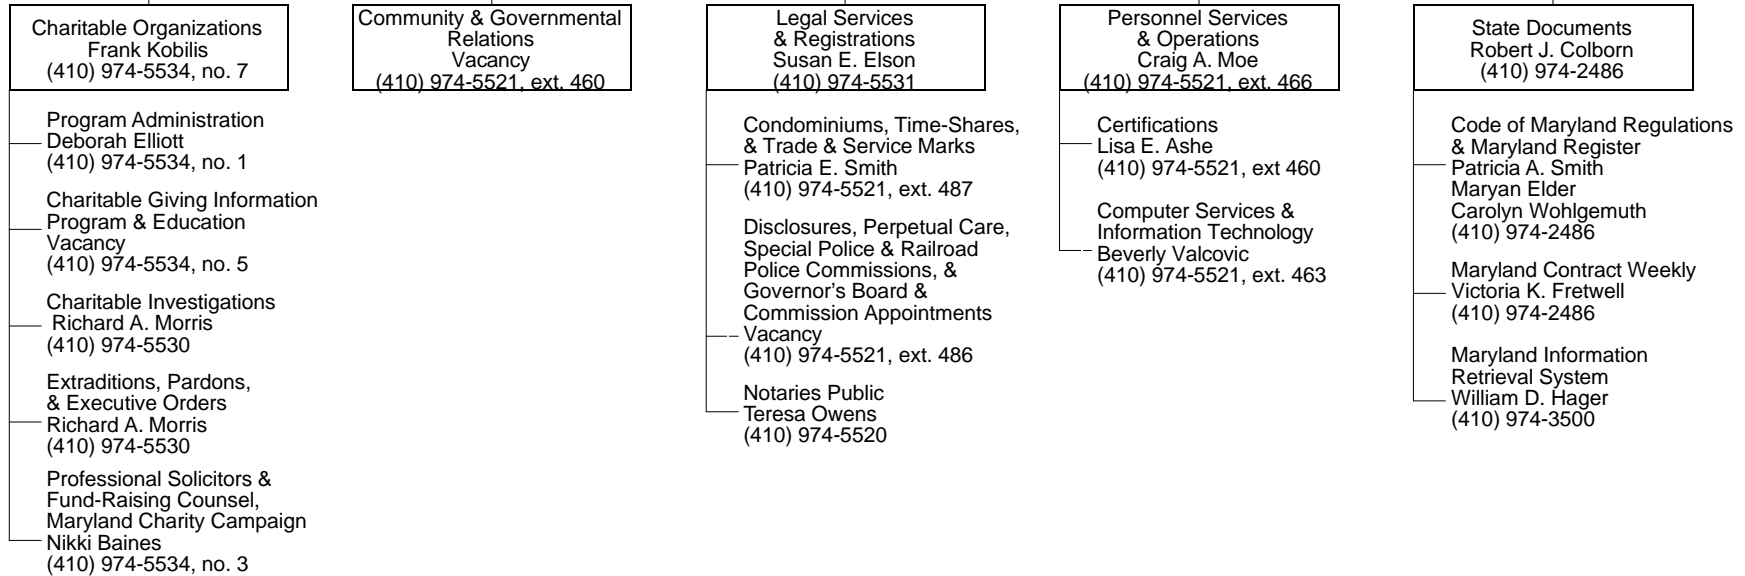 Charitable Organizations
Frank Kobilis
(410) 974-5534, no. 7
Program Administration
Deborah Elliott
(410) 974-5534, no. 1
Charitable Giving Information
Program & Education
Vacancy
(410) 974-5534, no. 5
Charitable Investigations
Richard A. Morris
(410) 974-5530
Extraditions, Pardons,
& Executive Orders
Richard A. Morris
(410) 974-5530
Professional Solicitors &
Fund-Raising Counsel,
Maryland Charity Campaign
Nikki Baines
(410) 974-5534, no. 3
Community & Governmental
Relations
Vacancy
(410) 974-5521, ext. 460
Legal Services
& Registrations
Susan E. Elson
(410) 974-5531
Condominiums, Time-Shares,
& Trade & Service Marks
Patricia E. Smith
(410) 974-5521, ext. 487
Disclosures, Perpetual Care,
Special Police & Railroad
Police Commissions, &
Governor's Board &
Commission Appointments
Vacancy
(410) 974-5521, ext. 486
Notaries Public
Teresa Owens
(410) 974-5520
Personnel Services
& Operations
Craig A. Moe
(410) 974-5521, ext. 466
Certifications
Lisa E. Ashe
(410) 974-5521, ext 460
Computer Services &
Information Technology
Beverly Valcovic
(410) 974-5521, ext. 463
State Documents
Robert J. Colborn
(410) 974-2486
Code of Maryland Regulations
& Maryland Register
Patricia A. Smith
Maryan Elder
Carolyn Wohlgemuth
(410) 974-2486
Maryland Contract Weekly
Victoria K. Fretwell
(410) 974-2486
Maryland Information
Retrieval System
William D. Hager
(410) 974-3500